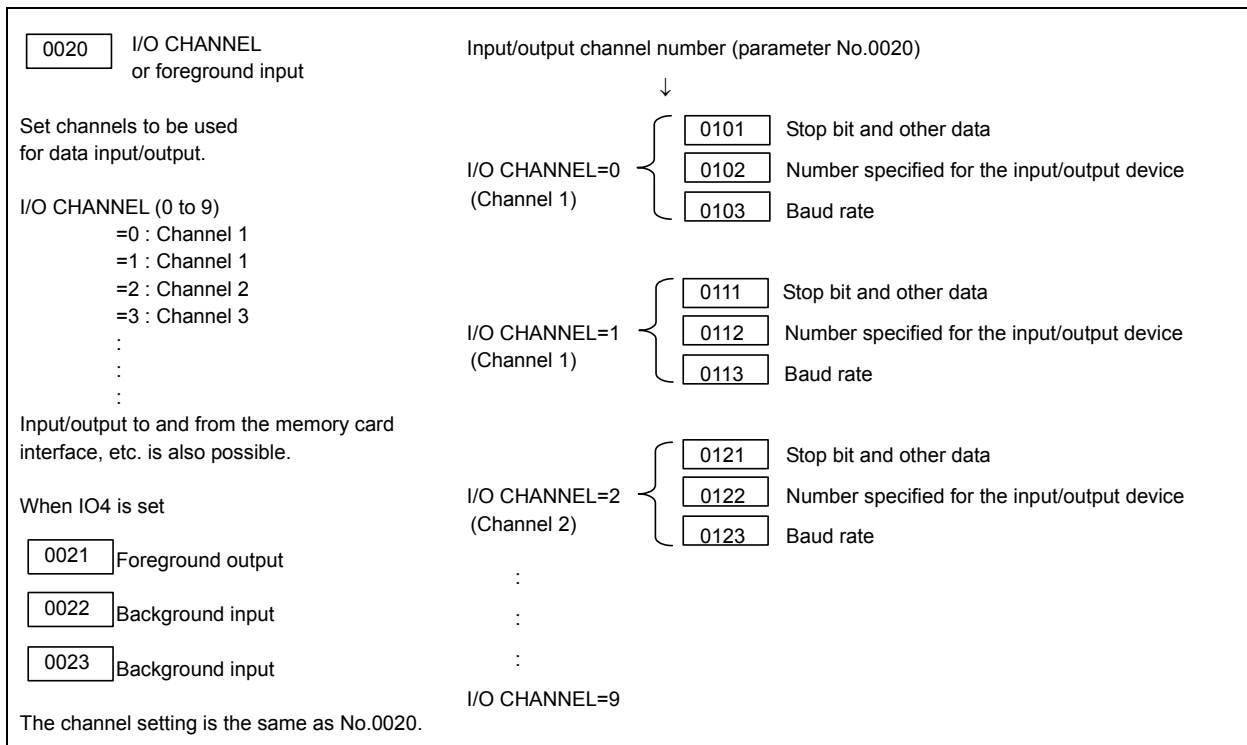 0020
I/O CHANNEL
or foreground input
Set channels to be used
for data input/output.
I/O CHANNEL (0 to 9)
=0 : Channel 1
=1 : Channel 1
=2 : Channel 2
=3 : Channel 3
:
:
:
Input/output to and from the memory card
interface, etc. is also possible.
When IO4 is set
0021 Foreground output
0022 Background input
0023 Background input
The channel setting is the same as No.0020.
Input/output channel number (parameter No.0020)
↓
I/O CHANNEL=0
(Channel 1)
0101 Stop bit and other data
0102 Number specified for the input/output device
0103 Baud rate
I/O CHANNEL=1
(Channel 1)
0111 Stop bit and other data
0112 Number specified for the input/output device
0113 Baud rate
I/O CHANNEL=2
(Channel 2)
0121 Stop bit and other data
0122 Number specified for the input/output device
0123 Baud rate
:
:
:
I/O CHANNEL=9